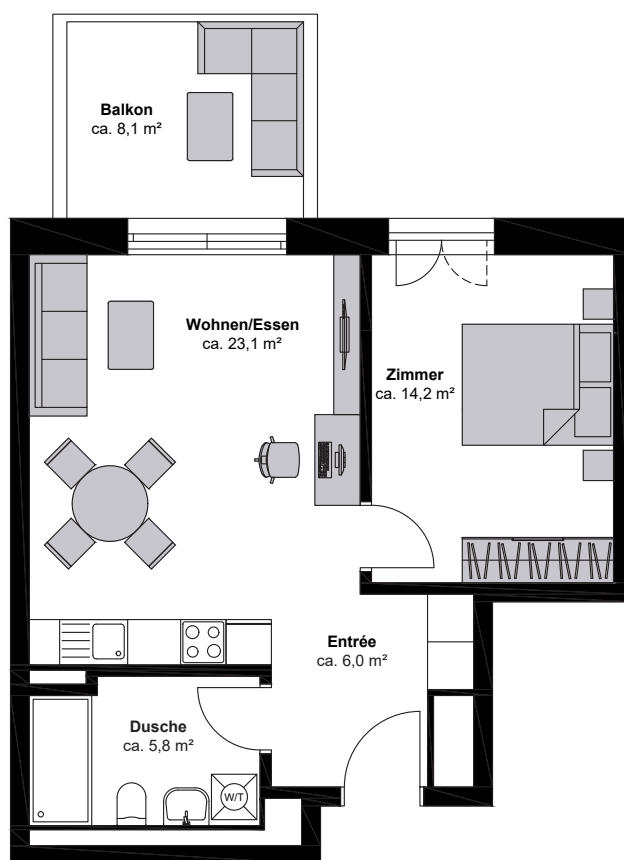 Balkon
ca. 8,1 m²
Wohnen/Essen
ca. 23,1 m²
Zimmer
ca. 14,2 m²
Entrée
ca. 6,0 m²
Dusche
ca. 5,8 m²
W/T